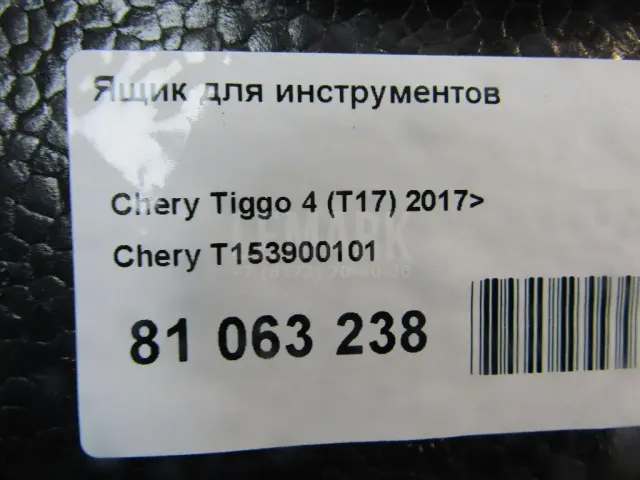 Ящик для инструментов
Chery Tiggo 4 (T17) 2017>
Chery T153900101
81 063 238